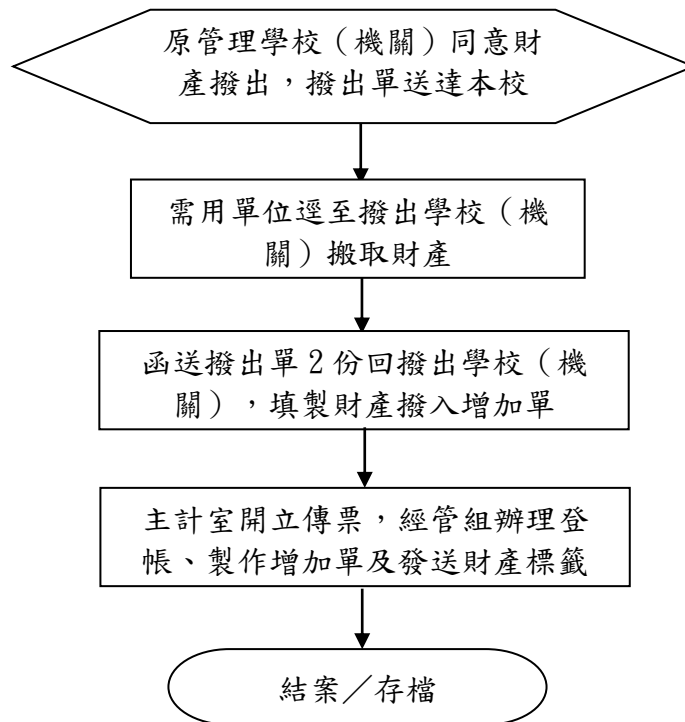 原管理學校（機關）同意財
產撥出，撥出單送達本校
需用單位逕至撥出學校（機
關）搬取財產
函送撥出單 2 份回撥出學校（機
關），填製財產撥入增加單
主計室開立傳票，經管組辦理登
帳、製作增加單及發送財產標籤
結案／存檔